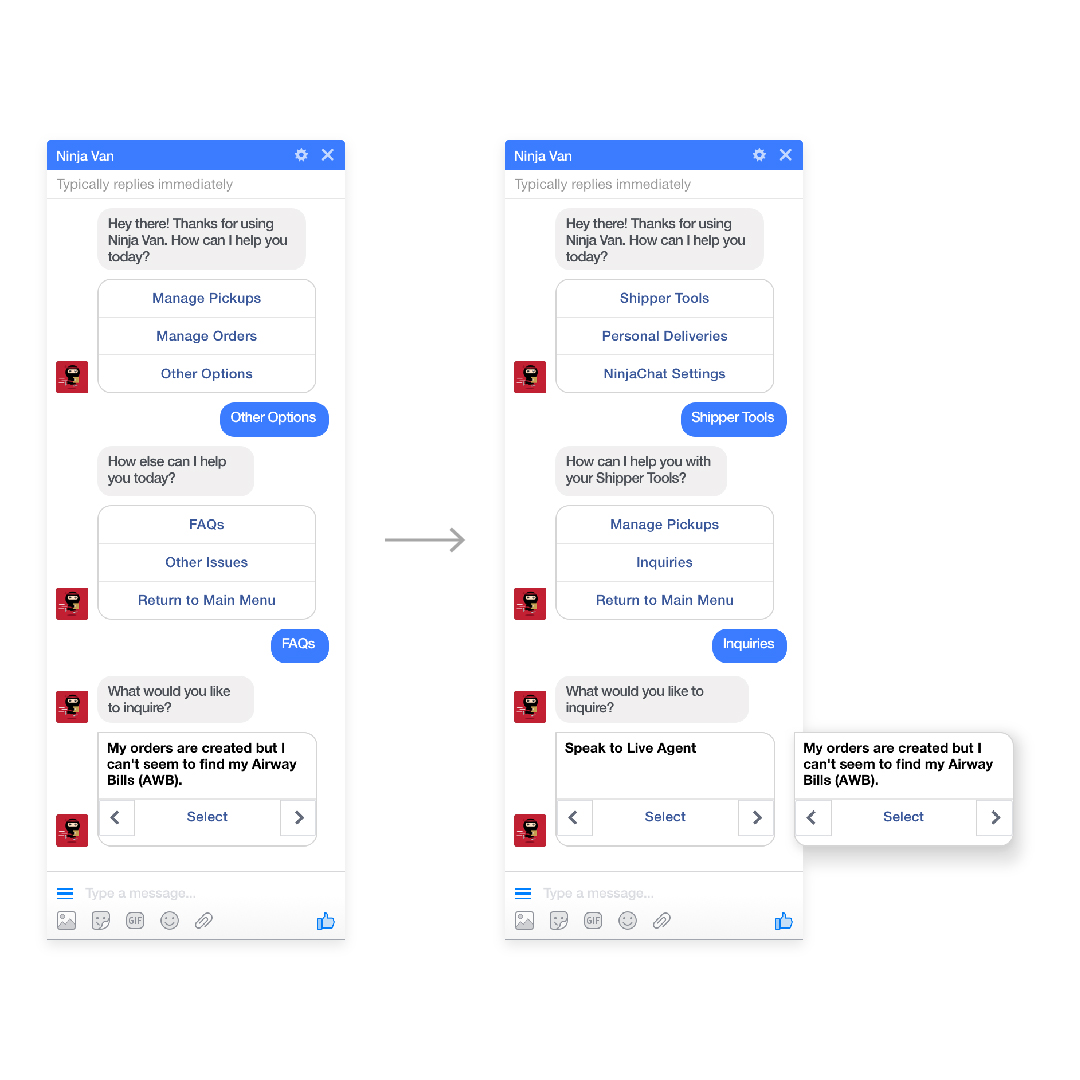 Ninja Van
Typically replies immediately
Hey there! Thanks for using
Ninja Van. How can I help you
today?
Manage Pickups
Manage Orders
Other Options
Other Options
How else can I help
you today?
FAQs
Other Issues
Return to Main Menu
FAQs
What would you like
to inquire?
My orders are created but I
can't seem to find my Airway
Bills (AWB).
Select
Type a message...
GIF
Ninja Van
Typically replies immediately
Hey there! Thanks for using
Ninja Van. How can I help you
today?
Shipper Tools
Personal Deliveries
NinjaChat Settings
Shipper Tools
How can I help you with
your Shipper Tools?
Manage Pickups
Inquiries
Return to Main Menu
Inquiries
What would you like to
inquire?
Speak to Live Agent
Select
My orders are created but I
can't seem to find my Airway
Bills (AWB).
Select
Type a message...
GIF